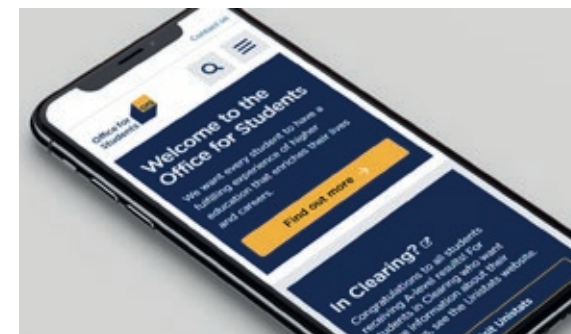 Contact us
Office for
Students
Welcome to the
Office for Students
We want every student to have a
fulfilling experience of higher
education that enriches their lives
and careers.
Find out more
In Clearing?
Congratulations to all students
receiving A-level results! For
students in Clearing who want
information about their
see the Unistats website.
Unistats